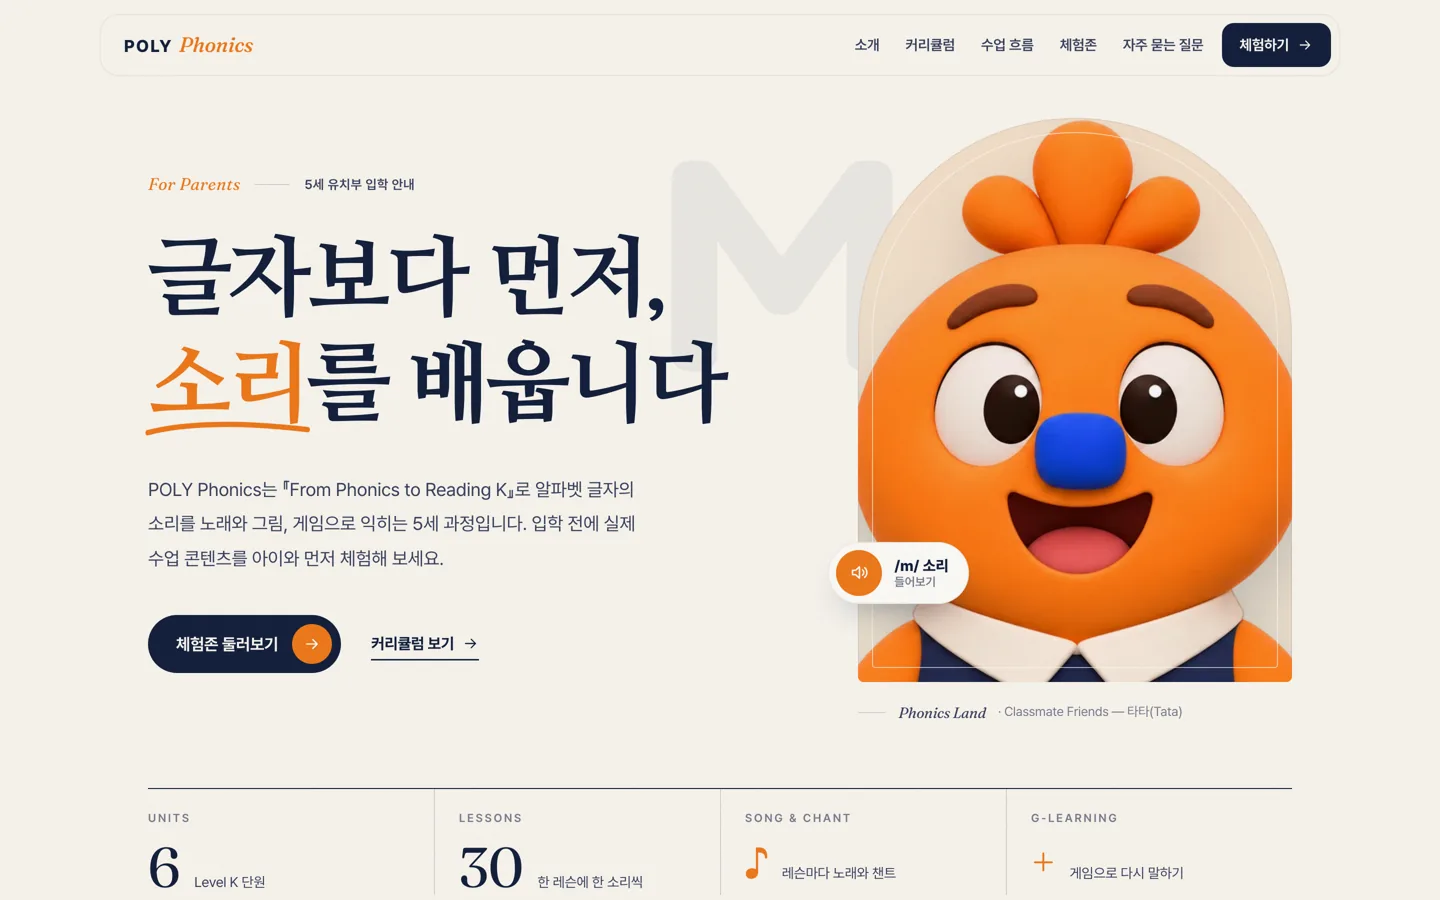 POLY Phonics
소개 커리큘럼 수업 흐름 체험존 자주 묻는 질문 체험하기 →
For Parents 5세 유치부 입학 안내
M
글자보다 먼저,
소리를 배웁니다
POLY Phonics는 『From Phonics to Reading K』로 알파벳 글자의
소리를 노래와 그림, 게임으로 익히는 5세 과정입니다. 입학 전에 실제
수업 콘텐츠를 아이와 먼저 체험해 보세요.
체험존 둘러보기 →
커리큘럼 보기 →
/m/ 소리
들어보기
Phonics Land · Classmate Friends — 타타(Tata)
UNITS
6 Level K 단원
LESSONS
30 한 레슨에 한 소리씩
SONG & CHANT
레슨마다 노래와 챈트
G-LEARNING
게임으로 다시 말하기